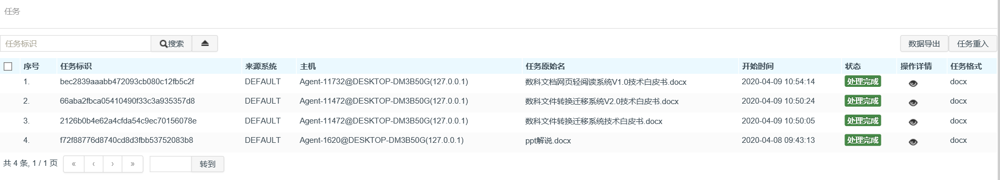 任务
任务标识 搜索 数据导出 任务重入
序号 任务标识 来源系统 主机 任务原始名 开始时间 状态 操作详情 任务格式
1. bec2839aaabb472093cb080c12fb5c2f DEFAULT Agent-11732@DESKTOP-DM3B50G(127.0.0.1) 数科文档网页轻阅读系统V1.0技术白皮书.docx 2020-04-09 10:54:14 处理完成 docx
2. 66aba2fbca05410490f33c3a935357d8 DEFAULT Agent-11472@DESKTOP-DM3B50G(127.0.0.1) 数科文件转换迁移系统V2.0技术白皮书.docx 2020-04-09 10:50:24 处理完成 docx
3. 2126b0b4e62a4cfda54c9ec70156078e DEFAULT Agent-11472@DESKTOP-DM3B50G(127.0.0.1) 数科文件转换迁移系统技术白皮书.docx 2020-04-09 10:50:05 处理完成 docx
4. f72f88776d8740cd8d3fbb53752083b8 DEFAULT Agent-1620@DESKTOP-DM3B50G(127.0.0.1) ppt解说.docx 2020-04-08 09:43:13 处理完成 docx
共 4 条, 1 / 1 页 « ‹ › » 转到